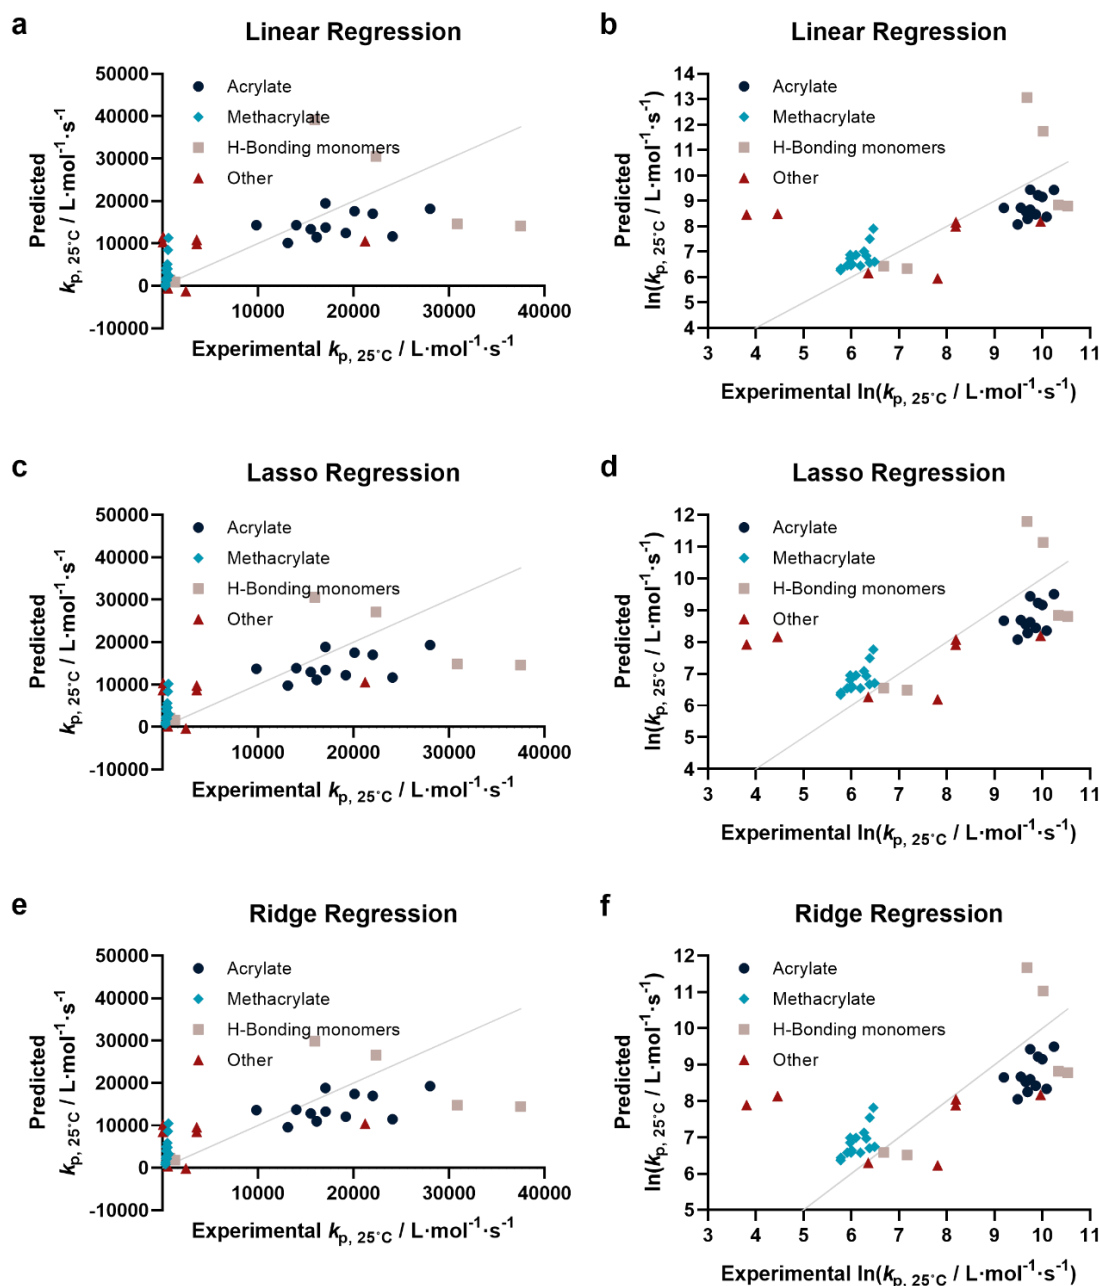 a
Linear Regression
Predicted
kp, 25°C / L·mol-1·s-1
50000
40000
30000
20000
10000
0
-10000
Acrylate
Methacrylate
H-Bonding monomers
Other
10000 20000 30000 40000
Experimental kp, 25°C / L·mol-1·s-1
b
Linear Regression
Predicted
ln(kp, 25°C / L·mol-1·s-1)
14
13
12
11
10
9
8
7
6
5
4
Acrylate
Methacrylate
H-Bonding monomers
Other
3 4 5 6 7 8 9 10 11
Experimental ln(kp, 25°C / L·mol-1·s-1)
c
Lasso Regression
Predicted
kp, 25°C / L·mol-1·s-1
50000
40000
30000
20000
10000
0
-10000
Acrylate
Methacrylate
H-Bonding monomers
Other
10000 20000 30000 40000
Experimental kp, 25°C / L·mol-1·s-1
d
Lasso Regression
Predicted
ln(kp, 25°C / L·mol-1·s-1)
12
11
10
9
8
7
6
5
4
Acrylate
Methacrylate
H-Bonding monomers
Other
3 4 5 6 7 8 9 10 11
Experimental ln(kp, 25°C / L·mol-1·s-1)
e
Ridge Regression
Predicted
kp, 25°C / L·mol-1·s-1
50000
40000
30000
20000
10000
0
-10000
Acrylate
Methacrylate
H-Bonding monomers
Other
10000 20000 30000 40000
Experimental kp, 25°C / L·mol-1·s-1
f
Ridge Regression
Predicted
ln(kp, 25°C / L·mol-1·s-1)
12
11
10
9
8
7
6
5
Acrylate
Methacrylate
H-Bonding monomers
Other
3 4 5 6 7 8 9 10 11
Experimental ln(kp, 25°C / L·mol-1·s-1)